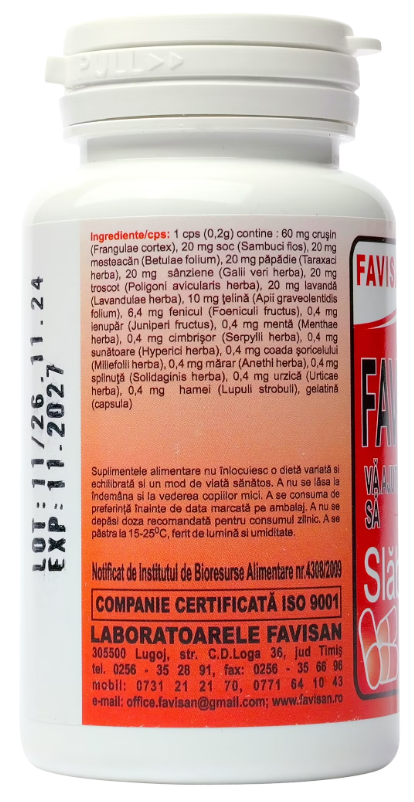 PULL>>
Ingrediente/cps: 1 cps (0,2g) contine : 60 mg crușin
(Frangulae cortex), 20 mg soc (Sambuci flos), 20 mg
mesteacăn (Betulae folium), 20 mg păpădie (Taraxaci
herba), 20 mg sânziene (Galii veri herba), 20 mg
troscot (Poligoni avicularis herba), 20 mg lavandă
(Lavandulae herba), 10 mg țelină (Apii graveolentidis
folium), 6,4 mg fenicul (Foeniculi fructus), 0,4 mg
ienupăr (Juniperi fructus), 0,4 mg mentă (Menthae
herba), 0,4 mg cimbrișor (Serpylli herba), 0,4 mg
sunătoare (Hyperici herba), 0,4 mg coada șoricelului
(Millefolii herba), 0,4 mg mărar (Anethi herba), 0,4 mg
splinuță (Solidaginis herba), 0,4 mg urzică (Urticae
herba), 0,4 mg hamei (Lupuli strobuli), gelatină
(capsula)
Suplimentele alimentare nu înlocuiesc o dietă variată si
echilibrată si un mod de viată sănătos. A nu se lăsa la
îndemâna si la vederea copiilor mici. A se consuma de
preferință înainte de data marcată pe ambalaj. A nu se
depăsi doza recomandată pentru consumul zilnic. A se
păstra la 15-25⁰C, ferit de lumină si umiditate.
Notificat de Institutul de Bioresurse Alimentare nr.4308/2009
COMPANIE CERTIFICATĂ ISO 9001
LABORATOARELE FAVISAN
305500 Lugoj, str. C.D.Loga 36, jud Timiș
tel. 0256 - 35 28 91, fax: 0256 - 35 66 98
mobil: 0731 21 21 70, 0771 64 10 43
e-mail: office.favisan@gmail.com; www.favisan.ro
LOT: 11/26.11.24
EXP: 11.2027
FAVIS
SĂ
Slăb